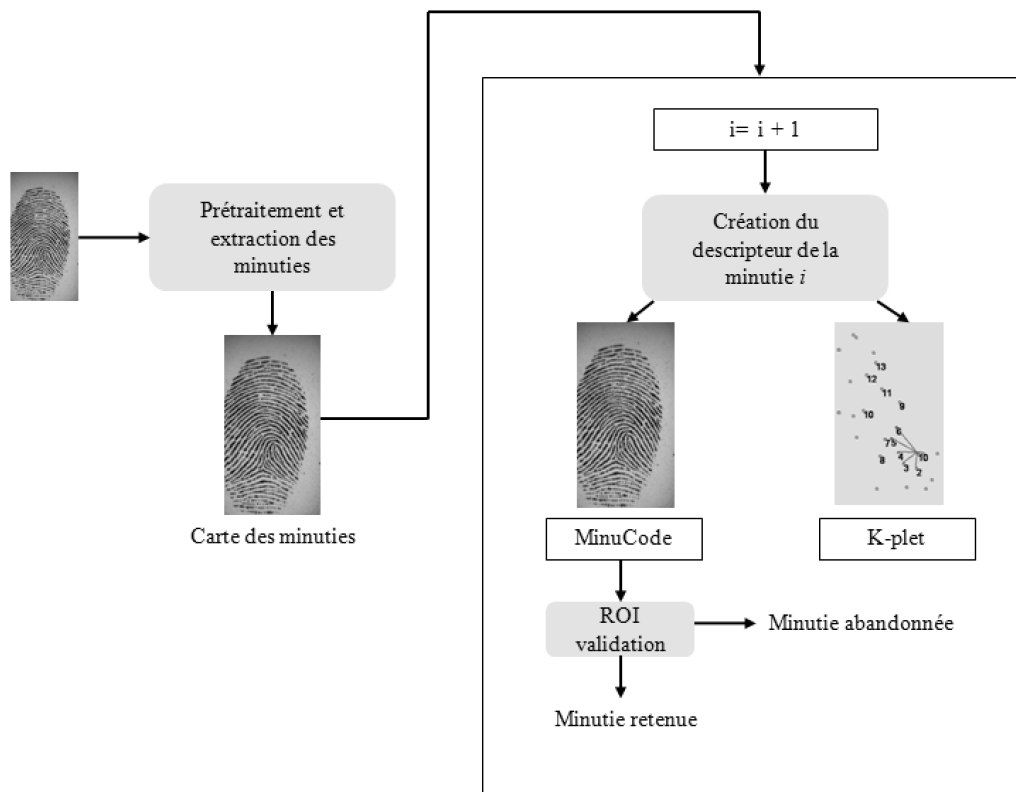 i= i + 1
Prétraitement et
extraction des
minuties
Création du
descripteur de la
minutie i
Carte des minuties
13
12
11
9
10
6
7 5
4
10
8
3
2
MinuCode
K-plet
ROI
validation
Minutie abandonnée
Minutie retenue